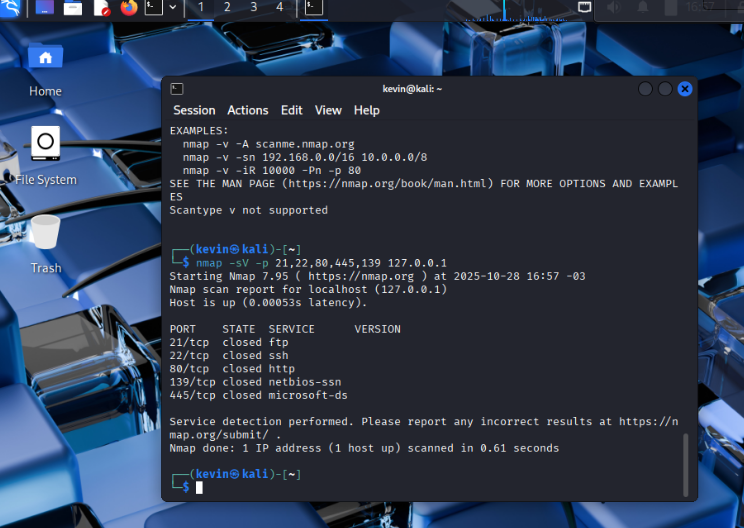 1 2 3 4 16:57
kevin@kali: ~
Session Actions Edit View Help
Home
File System
Trash
EXAMPLES:
nmap -v -A scanme.nmap.org
nmap -v -sn 192.168.0.0/16 10.0.0.0/8
nmap -v -iR 10000 -Pn -p 80
SEE THE MAN PAGE (https://nmap.org/book/man.html) FOR MORE OPTIONS AND EXAMPL
ES
Scantype v not supported
┌──(kevin㉿kali)-[~]
└─$ nmap -sV -p 21,22,80,445,139 127.0.0.1
Starting Nmap 7.95 ( https://nmap.org ) at 2025-10-28 16:57 -03
Nmap scan report for localhost (127.0.0.1)
Host is up (0.00053s latency).
PORT STATE SERVICE VERSION
21/tcp closed ftp
22/tcp closed ssh
80/tcp closed http
139/tcp closed netbios-ssn
445/tcp closed microsoft-ds
Service detection performed. Please report any incorrect results at https://n
map.org/submit/ .
Nmap done: 1 IP address (1 host up) scanned in 0.61 seconds
┌──(kevin㉿kali)-[~]
└─$